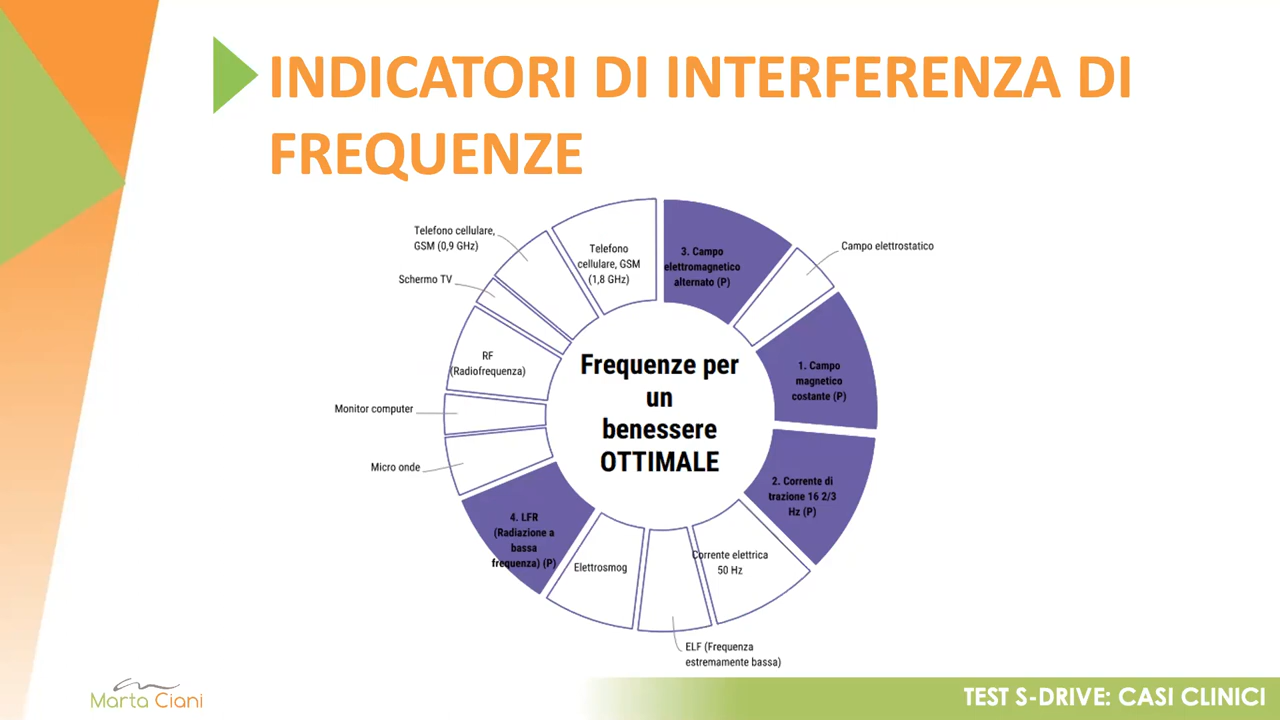 INDICATORI DI INTERFERENZA DI
FREQUENZE
Telefono cellulare,
GSM (0,9 GHz)
Schermo TV
RF
(Radiofrequenza)
Monitor computer
Micro onde
Telefono
cellulare, GSM
(1,8 GHz)
3. Campo
elettromagnetico
alternato (P)
Campo elettrostatico
1. Campo
magnetico
costante (P)
2. Corrente di
trazione 16 2/3
Hz (P)
Corrente elettrica
50 Hz
ELF (Frequenza
estremamente bassa)
Elettrosmog
4. LFR
(Radiazione a
bassa
frequenza) (P)
Frequenze per
un
benessere
OTTIMALE
Marta Ciani
TEST S-DRIVE: CASI CLINICI